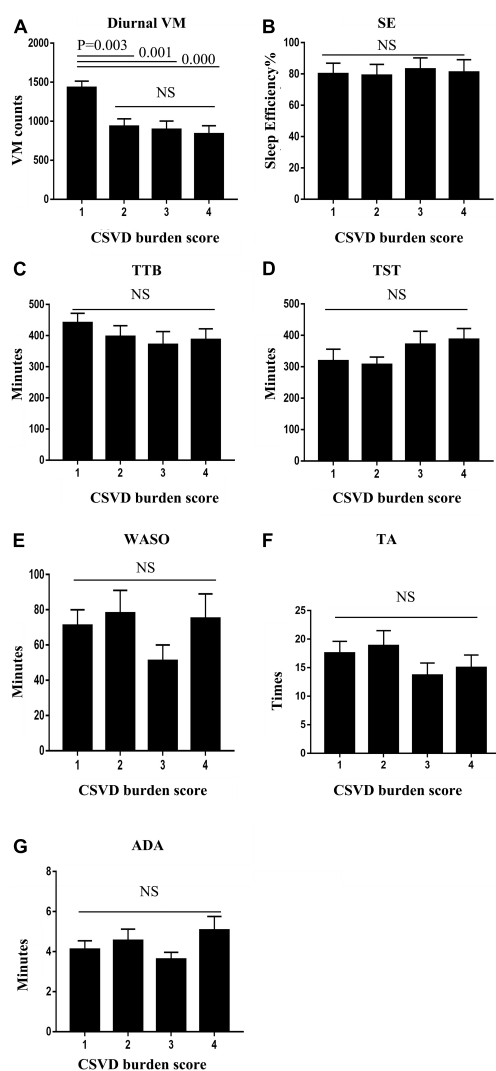 A
Diurnal VM
P=0.003
0.001
0.000
NS
VM counts
2000
1500
1000
500
0
1 2 3 4
CSVD burden score
B
SE
NS
Sleep Efficiency%
100
80
60
40
20
0
1 2 3 4
CSVD burden score
C
TTB
NS
Minutes
500
400
300
200
100
0
1 2 3 4
CSVD burden score
D
TST
NS
Minutes
500
400
300
200
100
0
1 2 3 4
CSVD burden score
E
WASO
NS
Minutes
100
80
60
40
20
0
1 2 3 4
CSVD burden score
F
TA
NS
Times
25
20
15
10
5
0
1 2 3 4
CSVD burden score
G
ADA
NS
Minutes
8
6
4
2
0
1 2 3 4
CSVD burden score